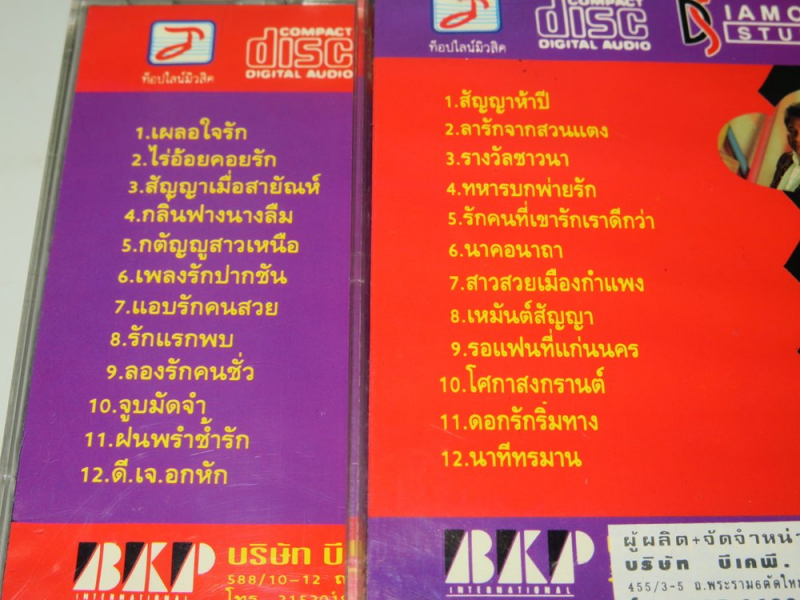 COMPACT
disc
DIGITAL AUDIO
ท็อปไลน์มิวสิค
1.เผลอใจรัก
2.ไร่อ้อยคอยรัก
3.สัญญาเมื่อสายัณห์
4.กลิ่นฟางนางลืม
5.กตัญญูสาวเหนือ
6.เพลงรักปากซัน
7.แอบรักคนสวย
8.รักแรกพบ
9.ลองรักคนชั่ว
10.จูบมัดจำ
11.ฝนพรำช้ำรัก
12.ดี.เจ.อกหัก
BKP
INTERNATIONAL
บริษัท บี
588/10-12 ถ
โทร.
COMPACT
disc
DIGITAL AUDIO
ท็อปไลน์มิวสิค
IAMO
STU
1.สัญญาห้าปี
2.ลารักจากสวนแตง
3.รางวัลชาวนา
4.ทหารบกพ่ายรัก
5.รักคนที่เขารักเราดีกว่า
6.นาคอนาถา
7.สาวสวยเมืองกำแพง
8.เหมันต์สัญญา
9.รอแฟนที่แก่นนคร
10.โศกาสงกรานต์
11.ดอกรักริมทาง
12.นาทีทรมาน
BKP
INTERNATIONAL
ผู้ผลิต+จัดจำหน่า
บริษัท บีเคพี.
455/3-5 ถ.พระราม6ตัดใหม